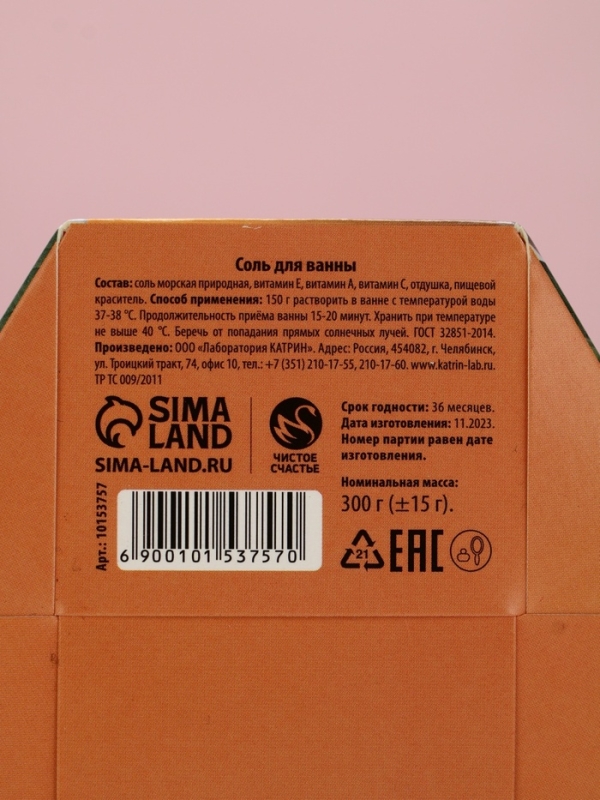 Соль для ванны
Состав: соль морская природная, витамин Е, витамин А, витамин С, отдушка, пищевой
краситель. Способ применения: 150 г растворить в ванне с температурой воды
37-38 °С. Продолжительность приёма ванны 15-20 минут. Хранить при температуре
не выше 40 °С. Беречь от попадания прямых солнечных лучей. ГОСТ 32851-2014.
Произведено: ООО «Лаборатория КАТРИН». Адрес: Россия, 454082, г. Челябинск,
ул. Троицкий тракт, 74, офис 10, тел.: +7 (351) 210-17-55, 210-17-60. www.katrin-lab.ru.
ТР ТС 009/2011
SIMA
LAND
SIMA-LAND.RU
ЧИСТОЕ
СЧАСТЬЕ
Срок годности: 36 месяцев.
Дата изготовления: 11.2023.
Номер партии равен дате
изготовления.
Номинальная масса:
300 г (±15 г).
Арт.: 10153757
6 900101 537570
21
ЕАС